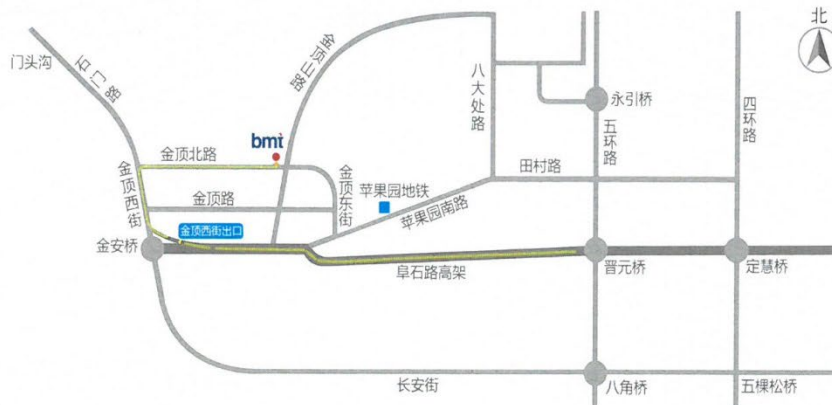 北
门头沟
石门路
金顶山路
八大处路
永引桥
四环路
五环路
bmt
金顶北路
金顶西街
金顶东街
苹果园地铁
田村路
金顶路
苹果园南路
金顶西街出口
金安桥
阜石路高架
晋元桥
定慧桥
长安街
八角桥
五棵松桥